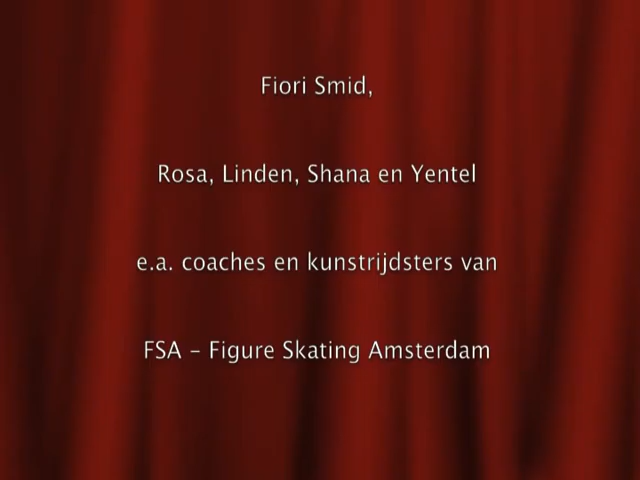 Fiori Smid,
Rosa, Linden, Shana en Yentel
e.a. coaches en kunstrijdsters van
FSA – Figure Skating Amsterdam